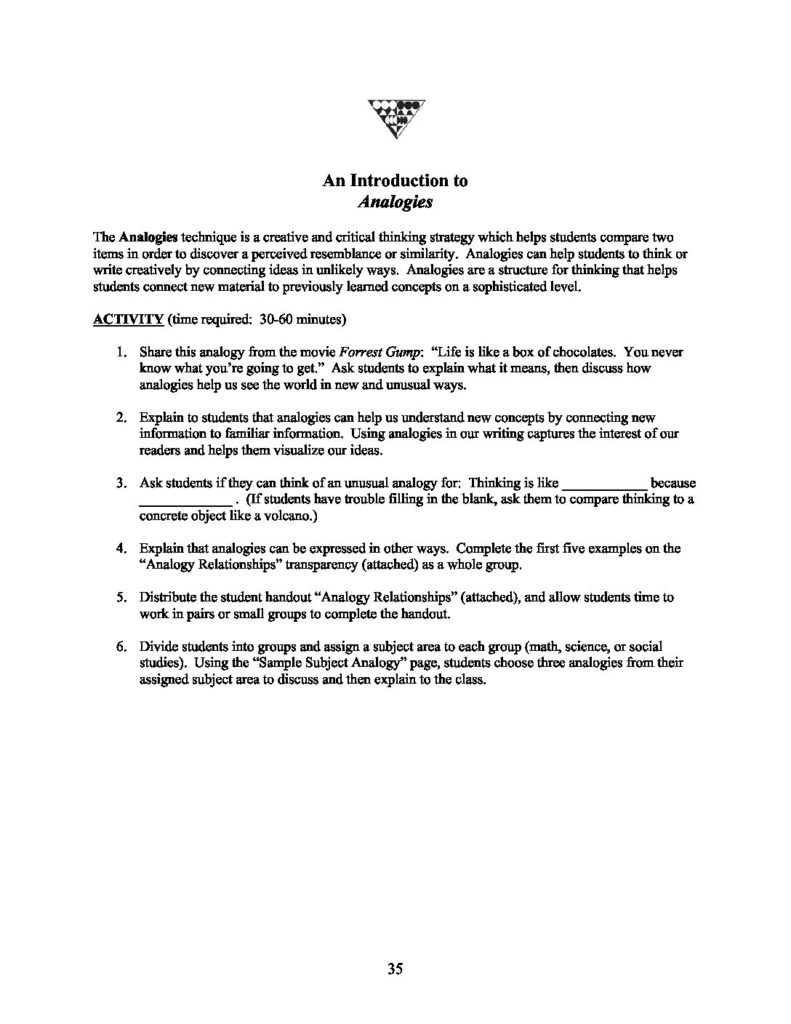 An Introduction to
Analogies
The Analogies technique is a creative and critical thinking strategy which helps students compare two
items in order to discover a perceived resemblance or similarity. Analogies can help students to think or
write creatively by connecting ideas in unlikely ways. Analogies are a structure for thinking that helps
students connect new material to previously learned concepts on a sophisticated level.
ACTIVITY (time required: 30-60 minutes)
1. Share this analogy from the movie Forrest Gump: “Life is like a box of chocolates. You never
know what you’re going to get.” Ask students to explain what it means, then discuss how
analogies help us see the world in new and unusual ways.
2. Explain to students that analogies can help us understand new concepts by connecting new
information to familiar information. Using analogies in our writing captures the interest of our
readers and helps them visualize our ideas.
3. Ask students if they can think of an unusual analogy for: Thinking is like ____________ because
_____________ . (If students have trouble filling in the blank, ask them to compare thinking to a
concrete object like a volcano.)
4. Explain that analogies can be expressed in other ways. Complete the first five examples on the
“Analogy Relationships” transparency (attached) as a whole group.
5. Distribute the student handout “Analogy Relationships” (attached), and allow students time to
work in pairs or small groups to complete the handout.
6. Divide students into groups and assign a subject area to each group (math, science, or social
studies). Using the “Sample Subject Analogy” page, students choose three analogies from their
assigned subject area to discuss and then explain to the class.
35